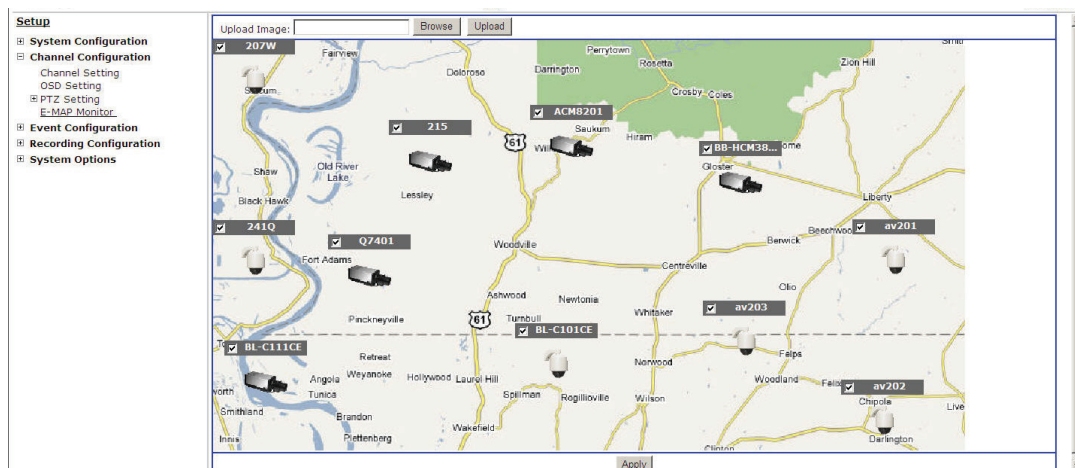 Setup
System Configuration
Channel Configuration
Channel Setting
OSD Setting
PTZ Setting
E-MAP Monitor
Event Configuration
Recording Configuration
System Options
Upload Image:
Browse
Upload
207W
Fairview
Perrytown
Doloroso
Darrington
Rosetta
Zion Hill
Crosby
Coles
ACM8201
215
Saukum
Hiram
61
BB-HCM38...
Gloster
Old River
Lake
Shaw
Lessley
Black Hawk
Liberty
241Q
Q7401
Beechwoo
av201
Berwick
Woodville
Fort Adams
Centreville
Olio
Ashwood
Newtonia
av203
Pinckneyville
61
Turnbull
Whitaker
BL-C101CE
BL-C111CE
Retreat
Felps
Norwood
Angola
Weyanoke
Hollywood
Laurel Hill
Woodland
av202
Tunica
Spillman
Rogillioville
Wilson
Chipola
Live
Smithland
Brandon
Wakefield
Innis
Plettenberg
Darlington
Clinton
Apply